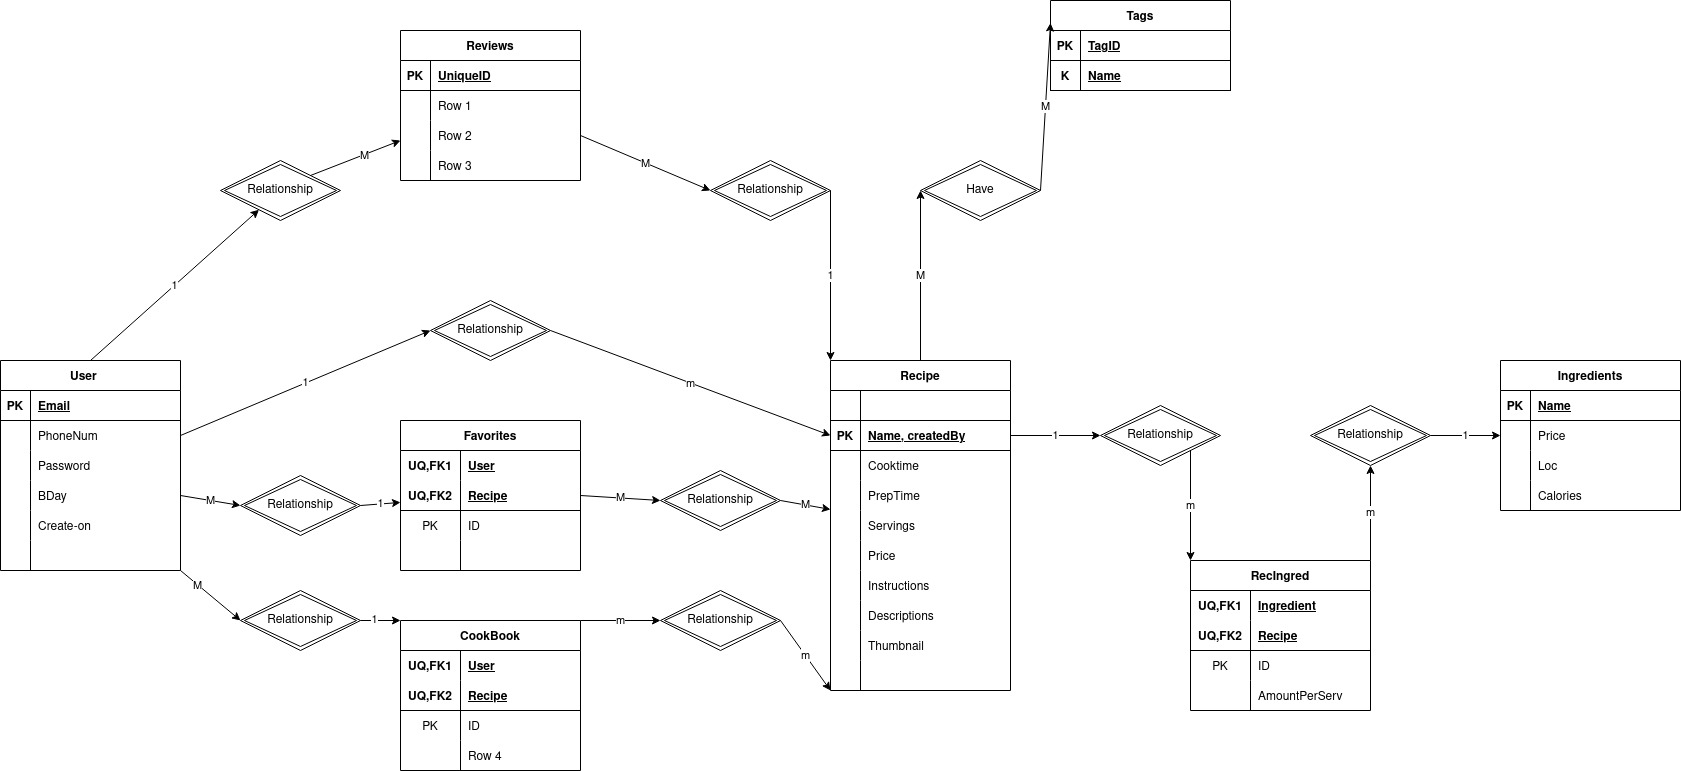 Tags
PK TagID
K Name
Reviews
PK UniqueID
Row 1
Row 2
Row 3
M
M
M
Relationship
Relationship
Have
1
1
M
Relationship
1
m
User
PK Email
PhoneNum
Password
BDay
Create-on
Favorites
UQ,FK1 User
UQ,FK2 Recipe
PK ID
M
Relationship
1
M
Relationship
M
Recipe
PK Name, createdBy
Cooktime
PrepTime
Servings
Price
Instructions
Descriptions
Thumbnail
1
Relationship
m
Relationship
1
m
Ingredients
PK Name
Price
Loc
Calories
M
Relationship
1
m
Relationship
m
CookBook
UQ,FK1 User
UQ,FK2 Recipe
PK ID
Row 4
RecIngred
UQ,FK1 Ingredient
UQ,FK2 Recipe
PK ID
AmountPerServ